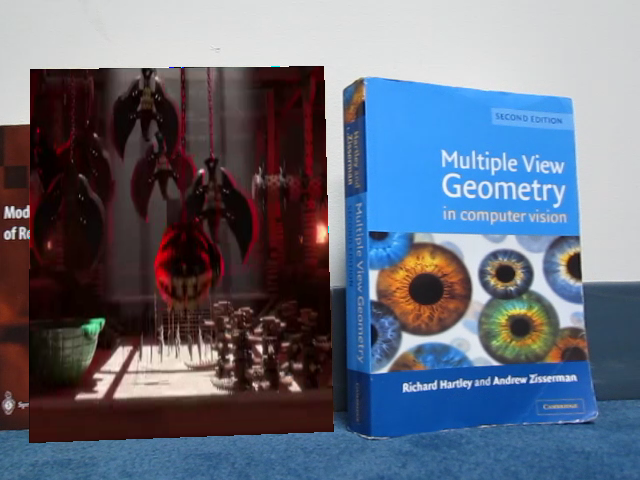 Mod
of Re
SECOND EDITION
Multiple View
Geometry
in computer vision
Richard Hartley and Andrew Zisserman
CAMBRIDGE
Hartley and
Zisserman
Multiple View Geometry